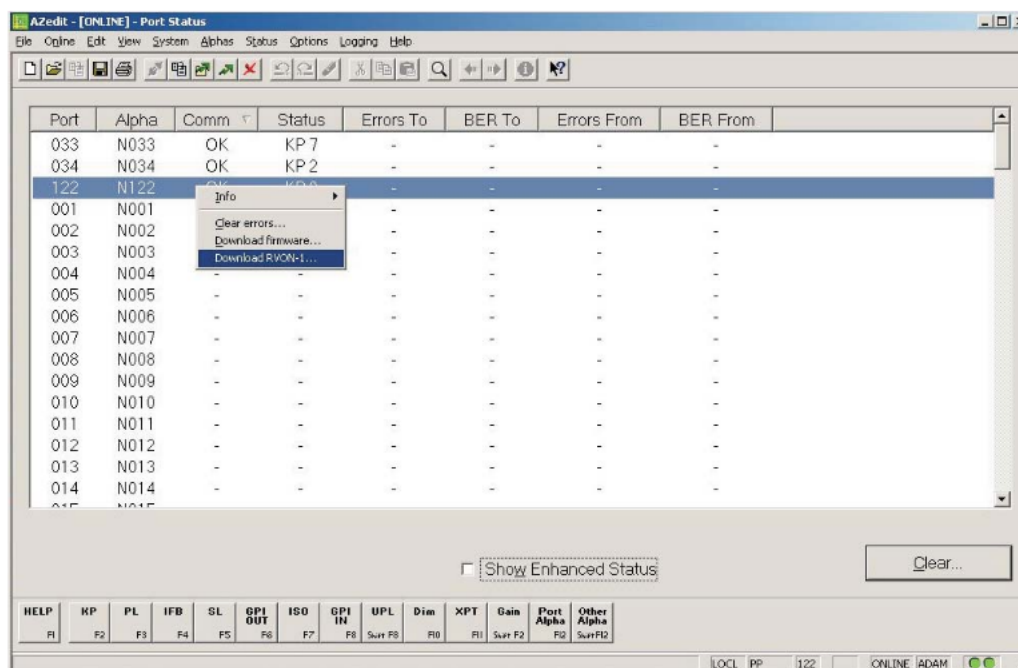 AZedit - [ONLINE] - Port Status
File Online Edit View System Alphas Status Options Logging Help
Port Alpha Comm Status Errors To BER To Errors From BER From
033 N033 OK KP 7 - - - -
034 N034 OK KP 2 - - - -
122 N122 - - - -
Info
001 N001 - - - -
Clear errors...
002 N002 - - - -
Download firmware...
003 N003 - - - -
Download RVON-1...
004 N004 - - - - - -
005 N005 - - - - - -
006 N006 - - - - - -
007 N007 - - - - - -
008 N008 - - - - - -
009 N009 - - - - - -
010 N010 - - - - - -
011 N011 - - - - - -
012 N012 - - - - - -
013 N013 - - - - - -
014 N014 - - - - - -
015 N015
Show Enhanced Status
Clear...
HELP KP PL IFB SL GPI OUT ISO GPI IN UPL Dim XPT Gain Port Alpha Other Alpha
F1 F2 F3 F4 F5 F6 F7 F8 Shift F8 F10 F11 Shift F2 F12 Shift F12
LOCL PP 122 ONLINE ADAM